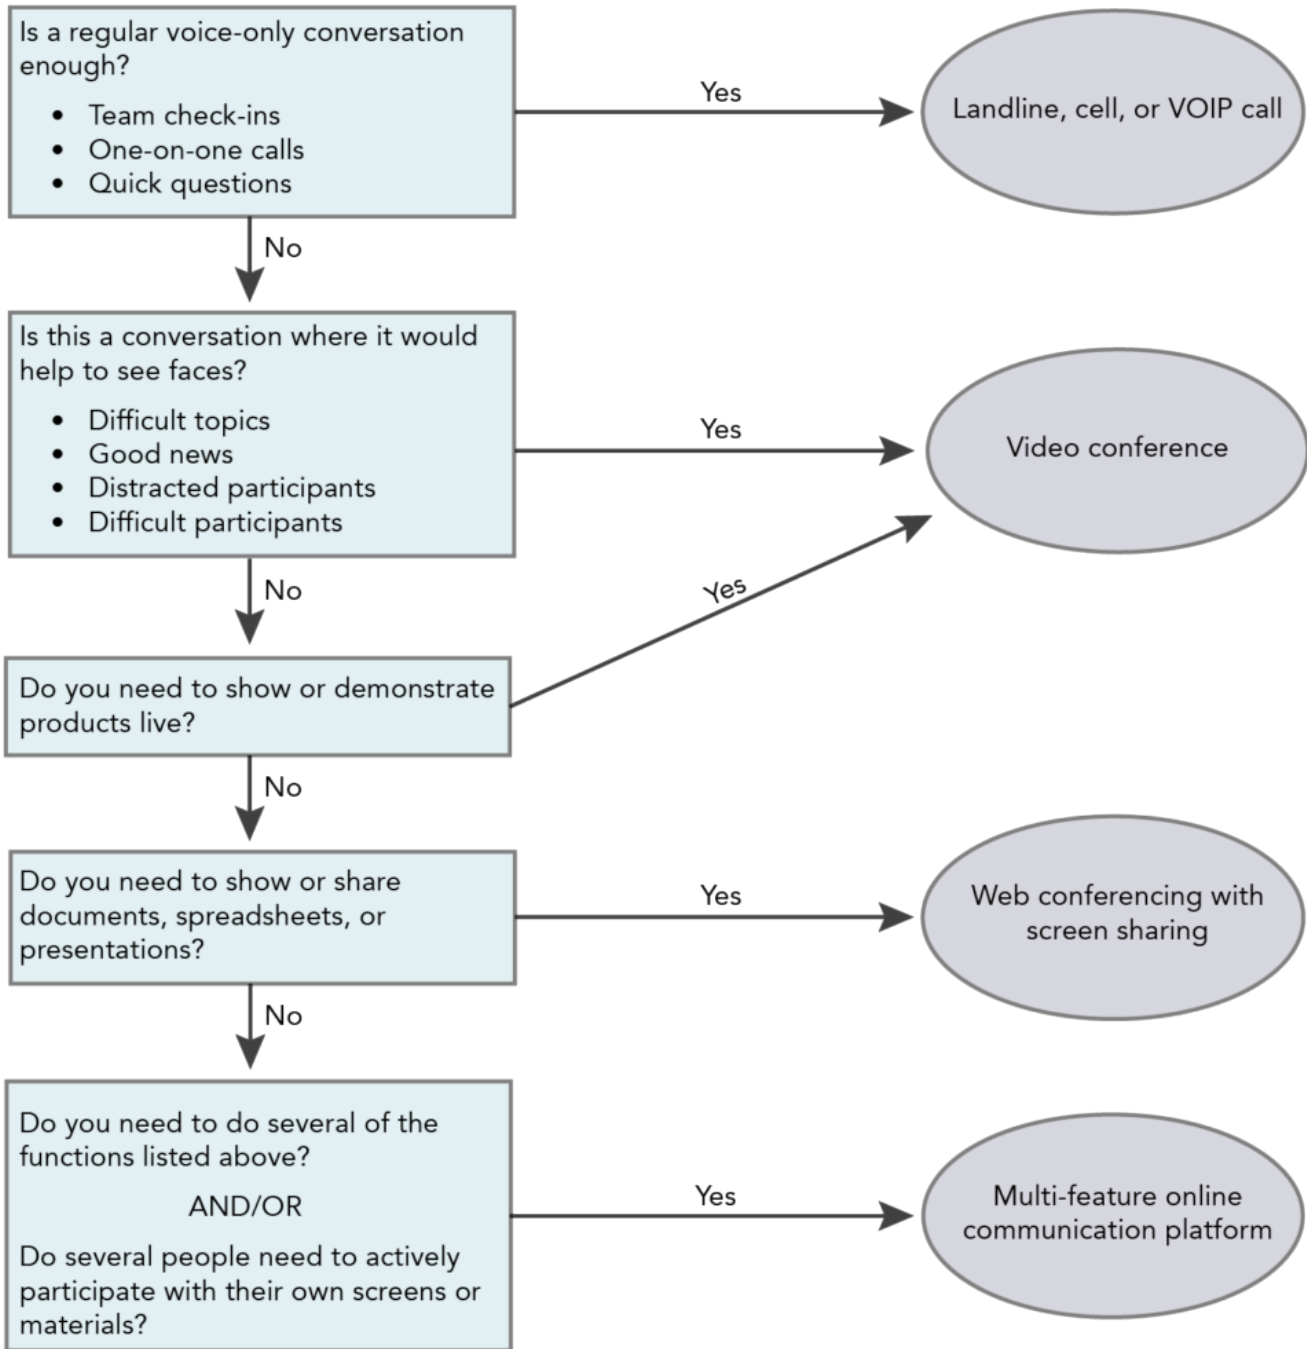 Is a regular voice-only conversation
enough?
• Team check-ins
• One-on-one calls
• Quick questions
Yes
Landline, cell, or VOIP call
No
Is this a conversation where it would
help to see faces?
• Difficult topics
• Good news
• Distracted participants
• Difficult participants
Yes
Video conference
No
Do you need to show or demonstrate
products live?
Yes
No
Do you need to show or share
documents, spreadsheets, or
presentations?
Yes
Web conferencing with
screen sharing
No
Do you need to do several of the
functions listed above?
AND/OR
Do several people need to actively
participate with their own screens or
materials?
Yes
Multi-feature online
communication platform